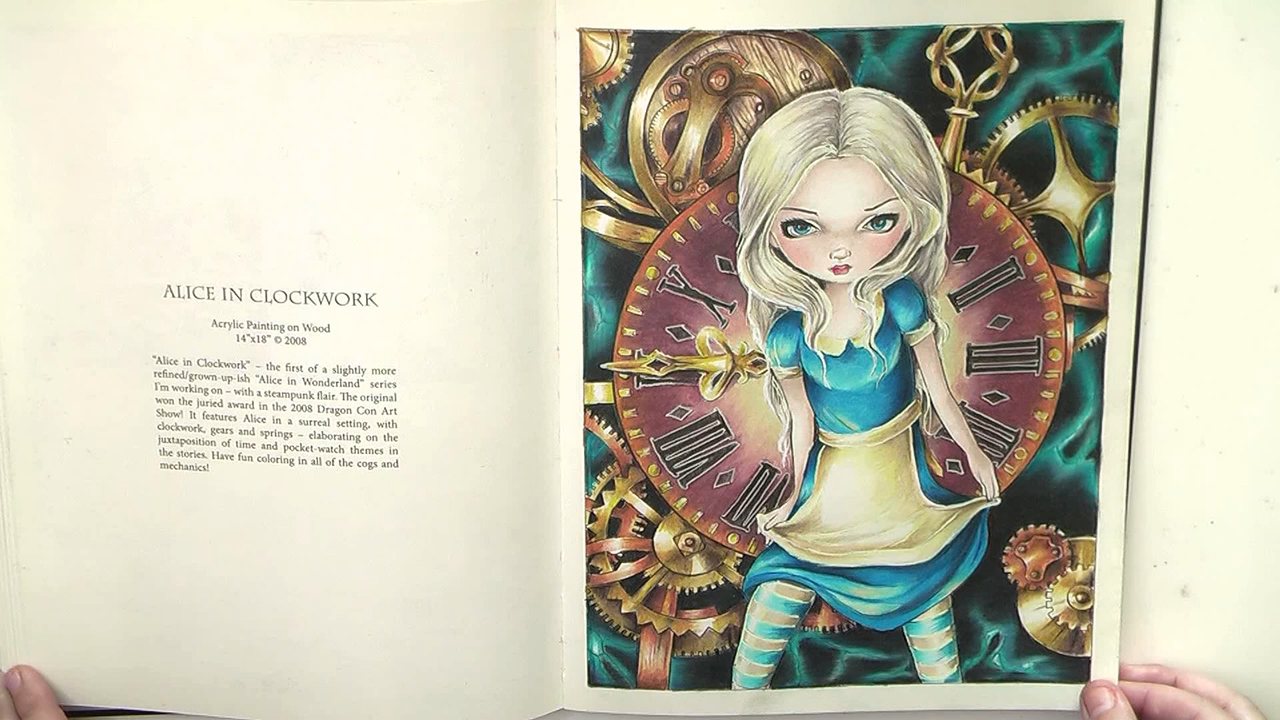 ALICE IN CLOCKWORK
Acrylic Painting on Wood
14"x18" © 2008
"Alice in Clockwork" – the first of a slightly more
refined/grown-up-ish "Alice in Wonderland" series
I'm working on – with a steampunk flair. The original
won the juried award in the 2008 Dragon Con Art
Show! It features Alice in a surreal setting, with
clockwork, gears and springs – elaborating on the
juxtaposition of time and pocket-watch themes in
the stories. Have fun coloring in all of the cogs and
mechanics!
X
II
III